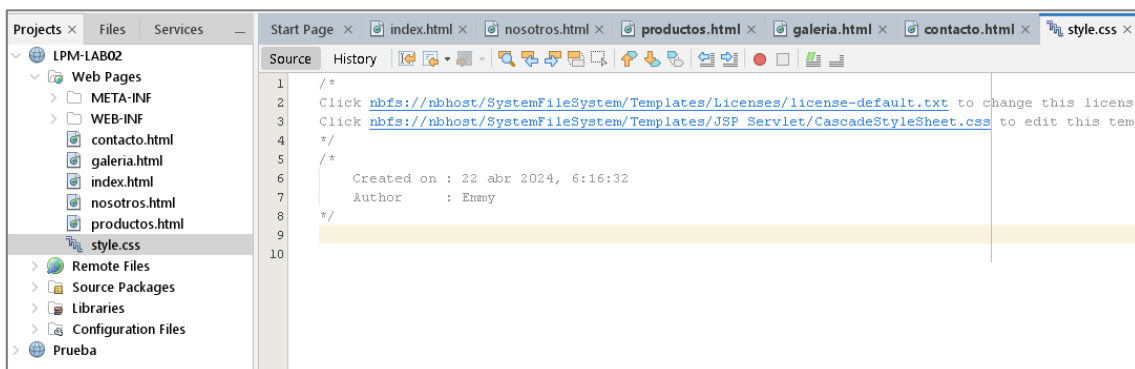 Projects × Files Services
Start Page × index.html × nosotros.html × productos.html × galeria.html × contacto.html × style.css ×
LPM-LAB02
Source History
Web Pages
META-INF
WEB-INF
contacto.html
galeria.html
index.html
nosotros.html
productos.html
style.css
Remote Files
Source Packages
Libraries
Configuration Files
Prueba
1 /*
2 Click nbfs://nbhost/SystemFileSystem/Templates/Licenses/license-default.txt to change this license
3 Click nbfs://nbhost/SystemFileSystem/Templates/JSP_Servlet/CascadeStyleSheet.css to edit this tem
4 */
5 /*
6 Created on : 22 abr 2024, 6:16:32
7 Author : Emmy
8 */
9
10